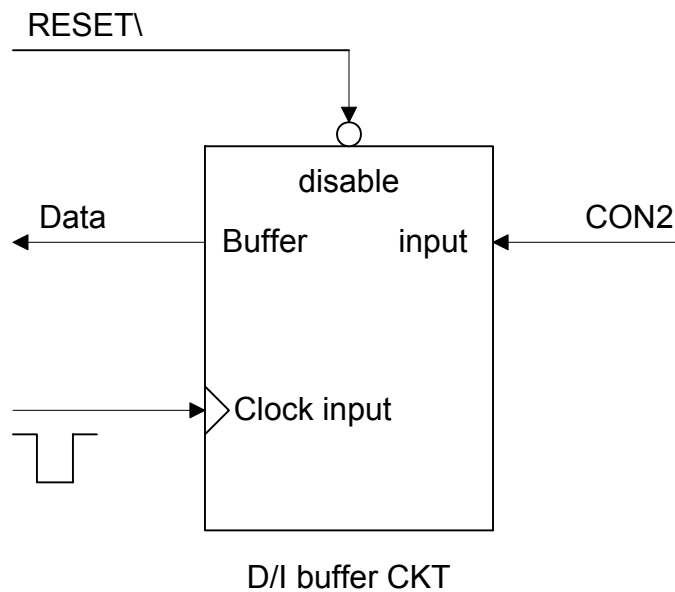 RESET\
disable
Data
Buffer
input
CON2
Clock input
D/I buffer CKT